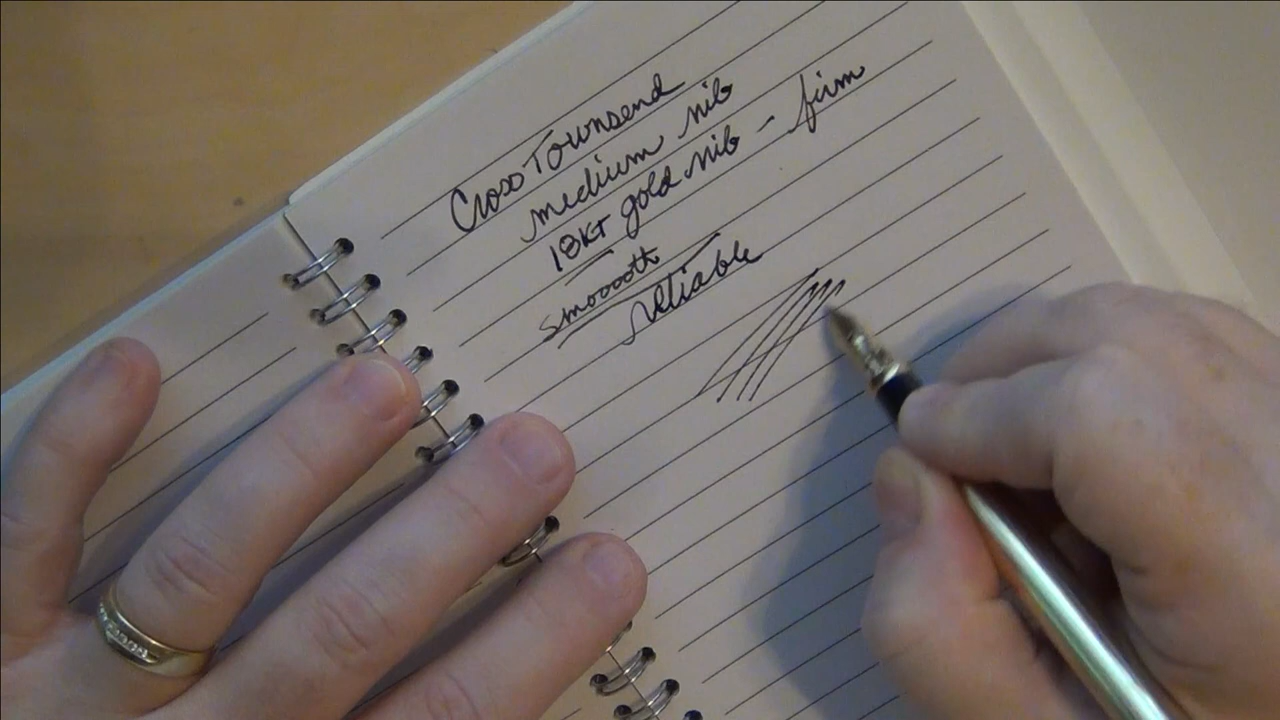 Cross Townsend
medium nib
18KT gold nib - firm
smooooth
reliable